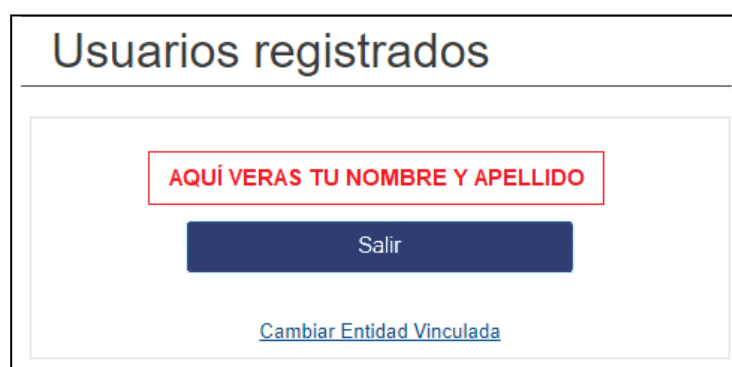 Usuarios registrados
AQUÍ VERAS TU NOMBRE Y APELLIDO
Salir
Cambiar Entidad Vinculada